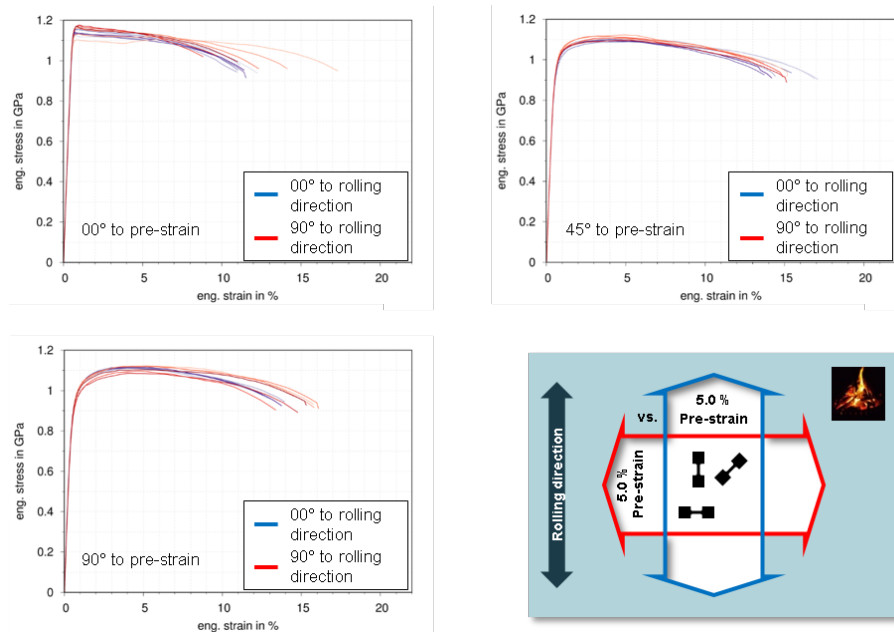 1.2
1
0.8
0.6
0.4
0.2
0
eng. stress in GPa
00° to pre-strain
00° to rolling
direction
90° to rolling
direction
0 5 10 15 20
eng. strain in %
1.2
1
0.8
0.6
0.4
0.2
0
eng. stress in GPa
45° to pre-strain
00° to rolling
direction
90° to rolling
direction
0 5 10 15 20
eng. strain in %
1.2
1
0.8
0.6
0.4
0.2
0
eng. stress in GPa
90° to pre-strain
00° to rolling
direction
90° to rolling
direction
0 5 10 15 20
eng. strain in %
Rolling direction
vs.
5.0 %
Pre-strain
5.0 %
Pre-strain